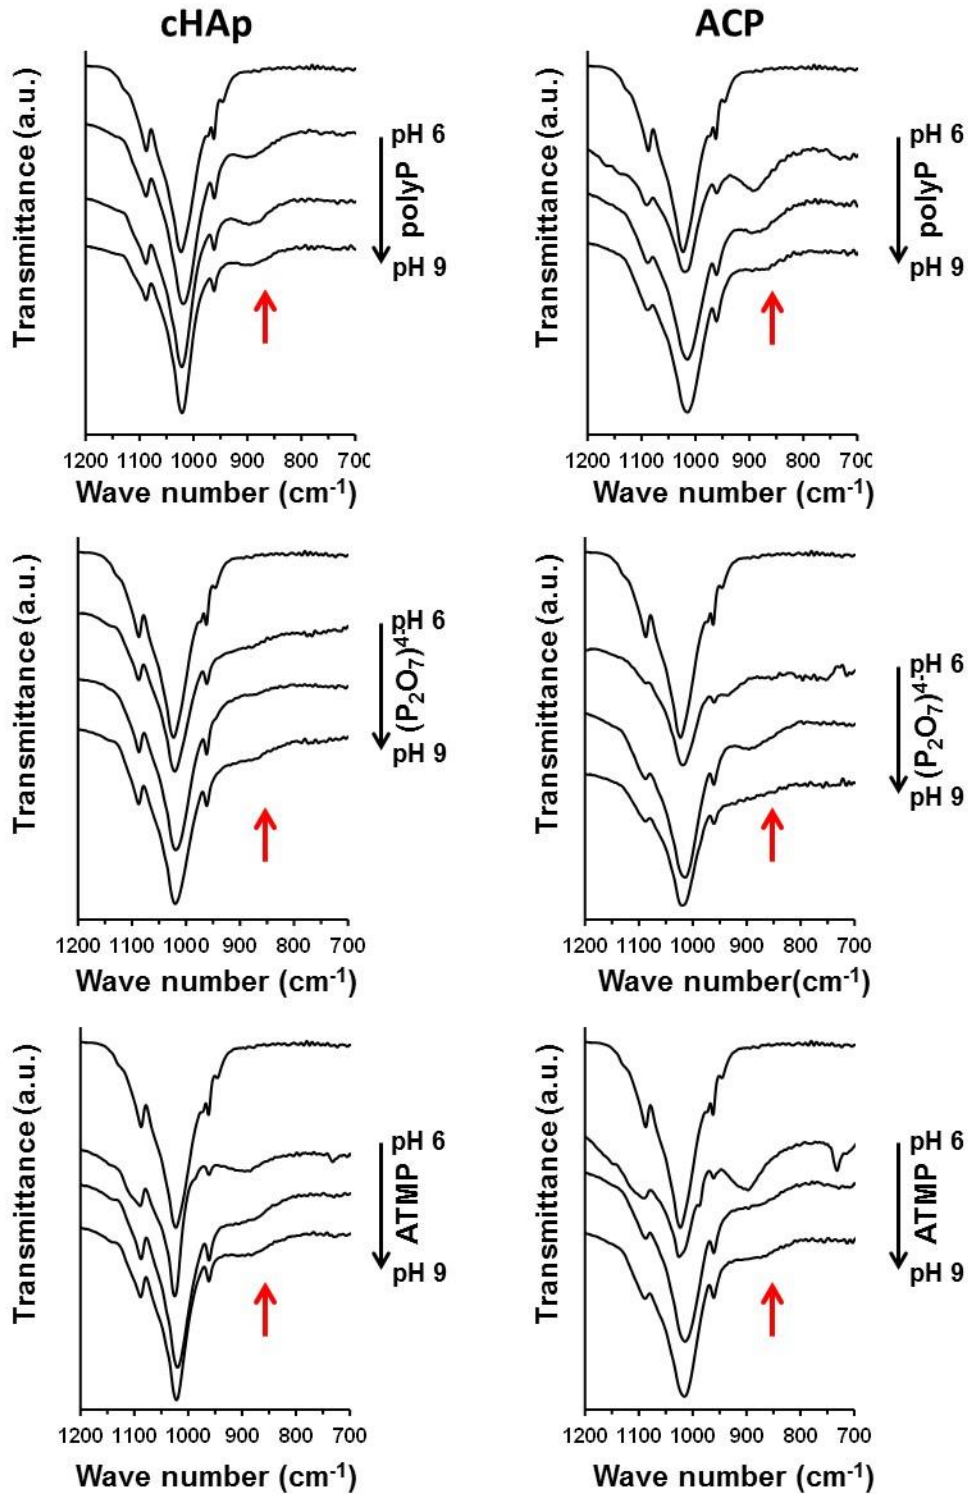 cHAp
ACP
Transmittance (a.u.)
pH 6
polyP
pH 9
1200 1100 1000 900 800 700
Wave number (cm-1)
Transmittance (a.u.)
pH 6
polyP
pH 9
1200 1100 1000 900 800 700
Wave number (cm-1)
Transmittance (a.u.)
pH 6
(P2O7)4-
pH 9
1200 1100 1000 900 800 700
Wave number (cm-1)
Transmittance (a.u.)
pH 6
(P2O7)4-
pH 9
1200 1100 1000 900 800 700
Wave number(cm-1)
Transmittance (a.u.)
pH 6
ATMP
pH 9
1200 1100 1000 900 800 700
Wave number (cm-1)
Transmittance (a.u.)
pH 6
ATMP
pH 9
1200 1100 1000 900 800 700
Wave number (cm-1)